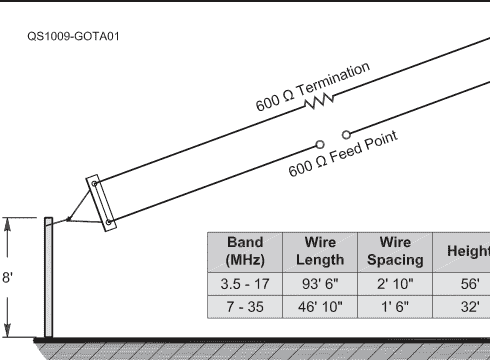 QS1009-GOTA01
600 Ω Termination
600 Ω Feed Point
8'
Band (MHz) Wire Length Wire Spacing Height
3.5 - 17 93' 6" 2' 10" 56'
7 - 35 46' 10" 1' 6" 32'